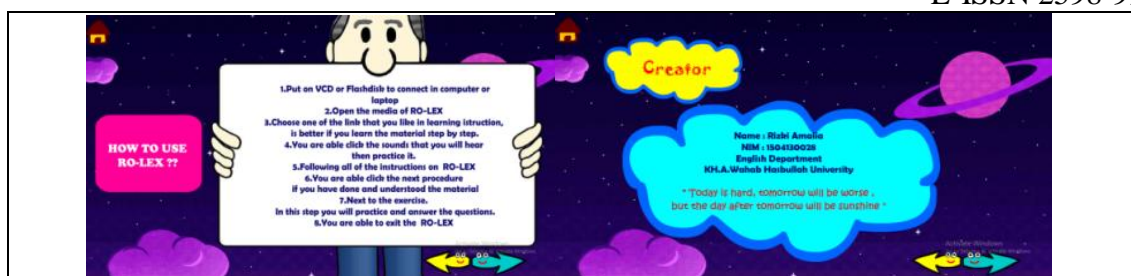 HOW TO USE
RO-LEX ??
1.Put on VCD or Flashdisk to connect in computer or
laptop
2.Open the media of RO-LEX
3.Choose one of the link that you like in learning istruction,
is better if you learn the material step by step.
4.You are able click the sounds that you will hear
then practice it.
5.Following all of the instructions on RO-LEX
6.You are able click the next procedure
if you have done and understood the material
7.Next to the exercise.
In this step you will practice and answer the questions.
8.You are able to exit the RO-LEX
Activate Windows
Creator
Name : Rizki Amalia
NIM : 1504130028
English Department
KH.A.Wahab Hasbullah University
" Today is hard, tomorrow will be worse ,
but the day after tomorrow will be sunshine "
Activate Windows